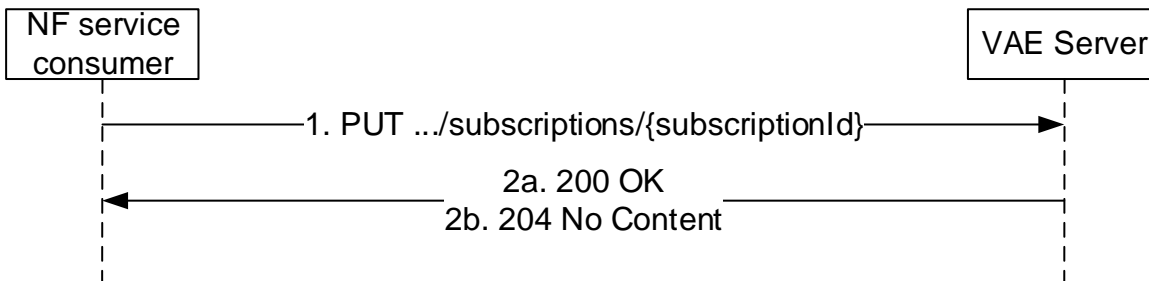 NF service
consumer
VAE Server
1. PUT .../subscriptions/{subscriptionId}
2a. 200 OK
2b. 204 No Content